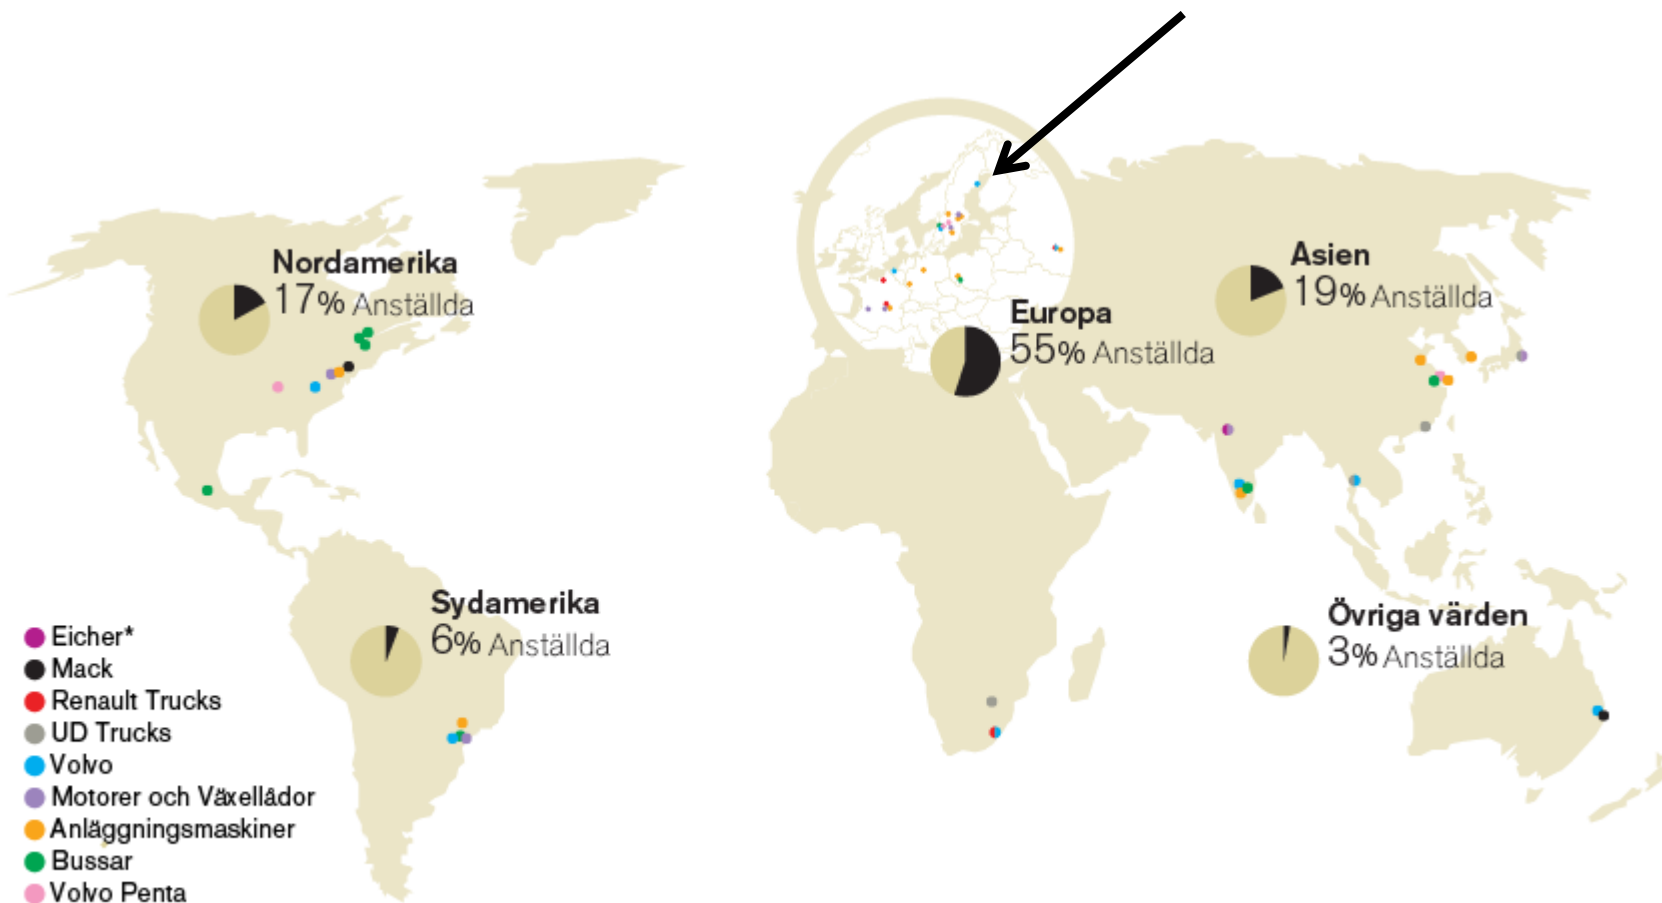 Nordamerika
17% Anställda
Europa
55% Anställda
Asien
19% Anställda
Sydamerika
6% Anställda
Övriga värden
3% Anställda
Eicher*
Mack
Renault Trucks
UD Trucks
Volvo
Motorer och Växellådor
Anläggningsmaskiner
Bussar
Volvo Penta